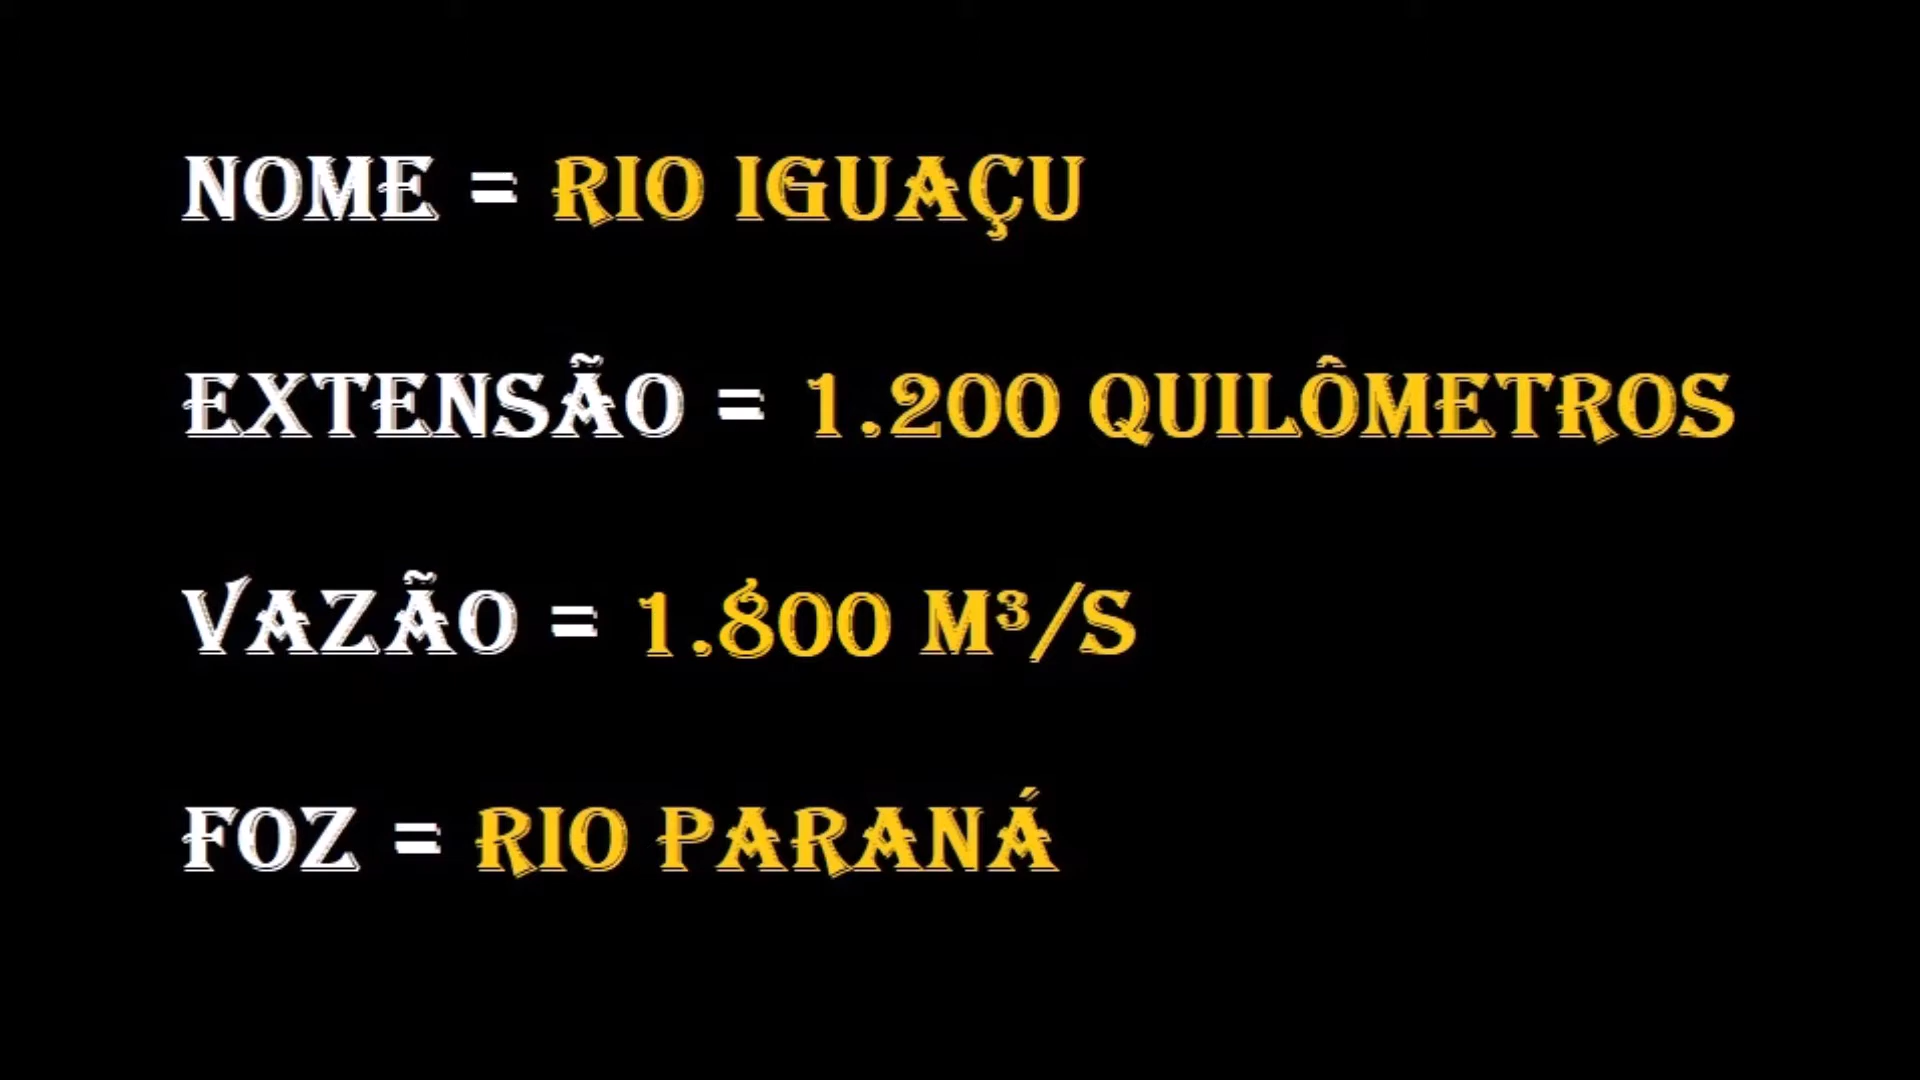 NOME = RIO IGUAÇU
EXTENSÃO = 1.200 QUILÔMETROS
VAZÃO = 1.800 M³/S
FOZ = RIO PARANÁ